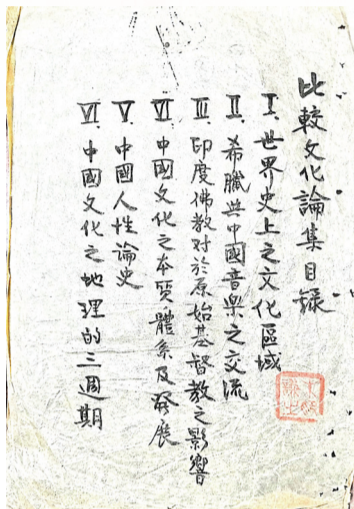 比較文化論集目録
I. 世界史上之文化區域
II. 希臘與中國音樂之交流
III. 印度佛教对於原始基督教之影響
VI. 中國文化之本質、體系及發展
V. 中國人性論史
VI. 中國文化之地理的三週期